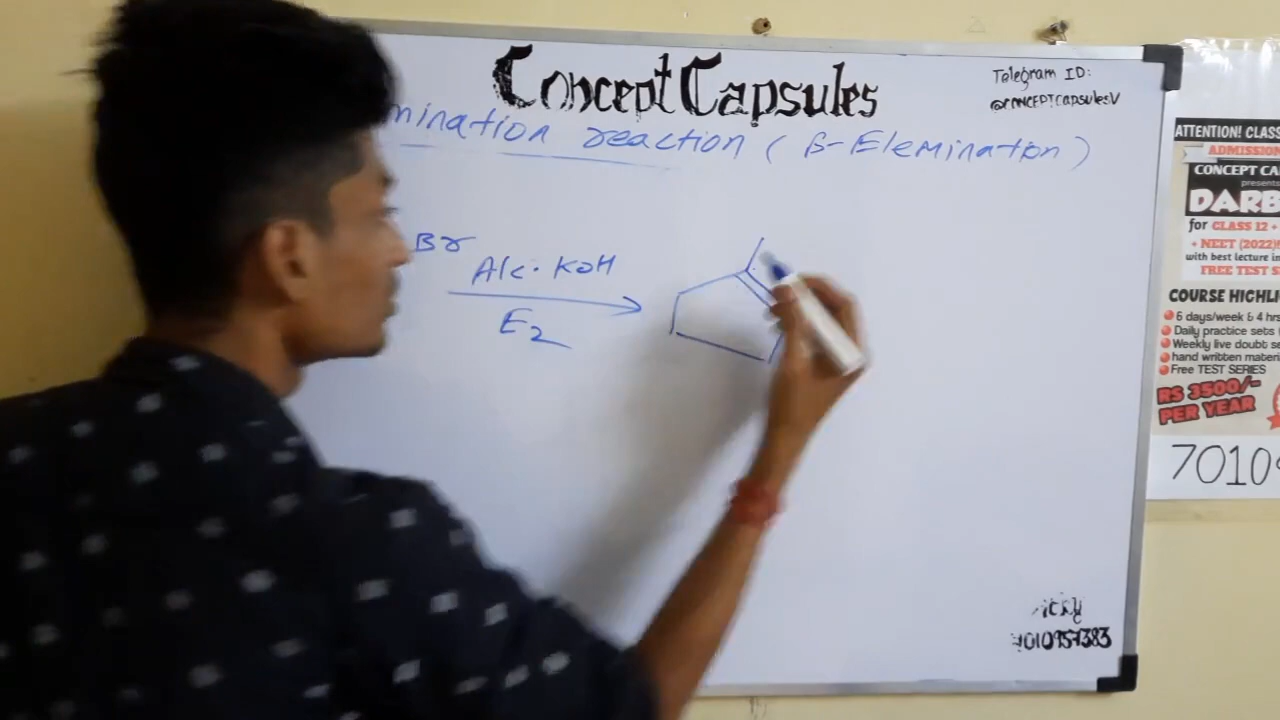 Concept Capsules
Telegram ID:
@CONCEPTCapsulesV
mination reaction ( β-Elemination )
Br
Alc. KOH
E2
ATTENTION! CLASS
ADMISSION
CONCEPT CA
presents
DARB
for CLASS 12 +
+ NEET (2022)
with best lecture in
FREE TEST S
COURSE HIGHLI
6 days/week & 4 hrs
Daily practice sets
Weekly live doubt se
hand written materi
Free TEST SERIES
RS 3500/-
PER YEAR
7010
7010957383